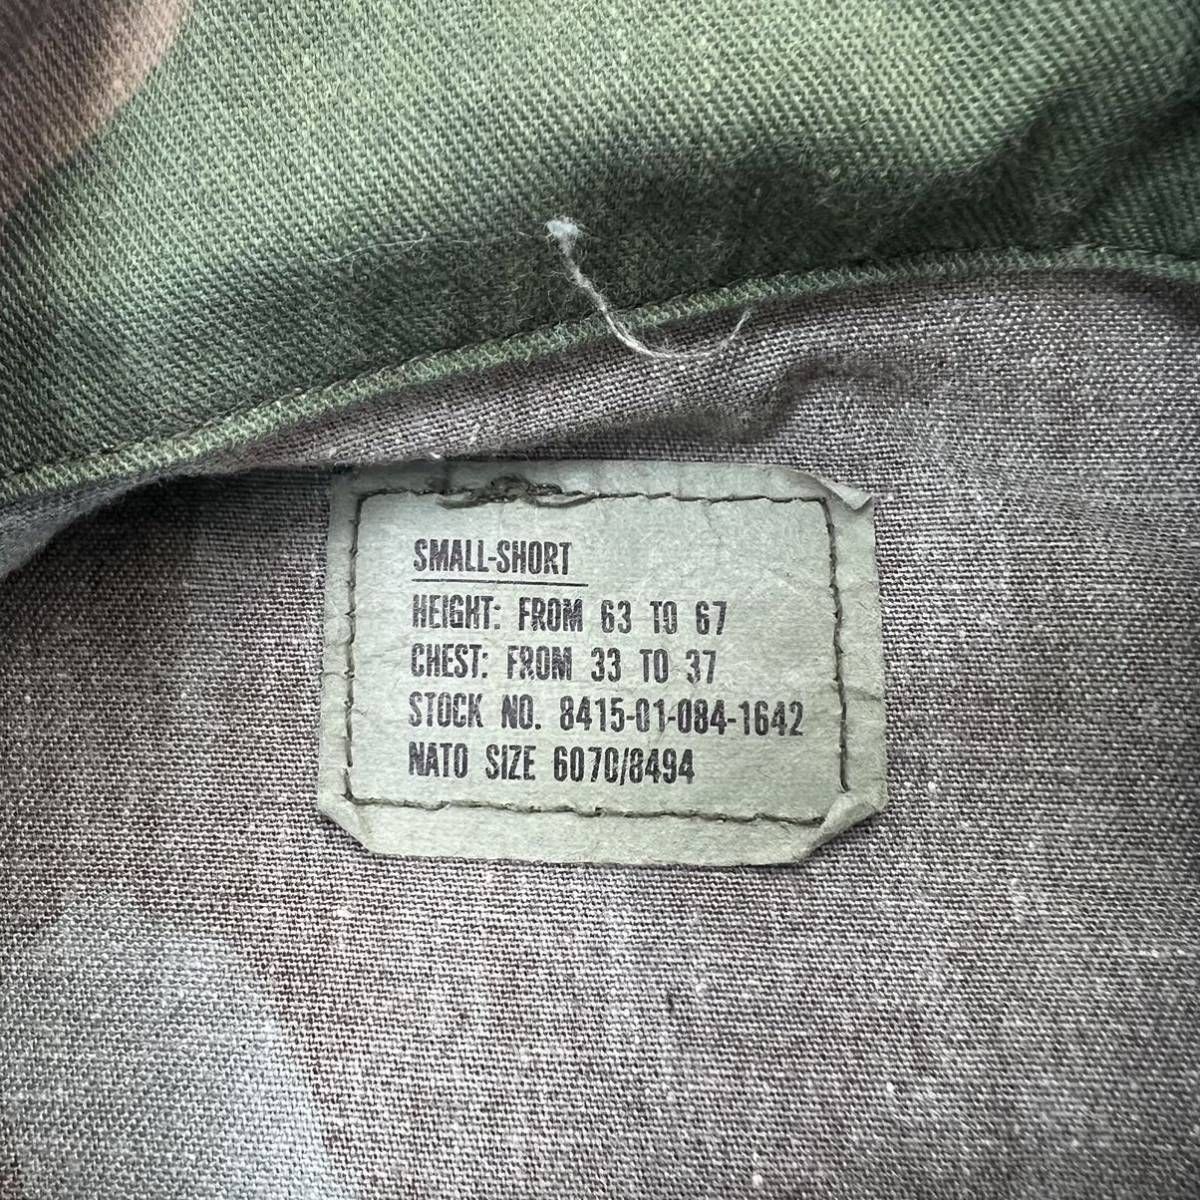 SMALL-SHORT
HEIGHT: FROM 63 TO 67
CHEST: FROM 33 TO 37
STOCK NO. 8415-01-084-1642
NATO SIZE 6070/8494